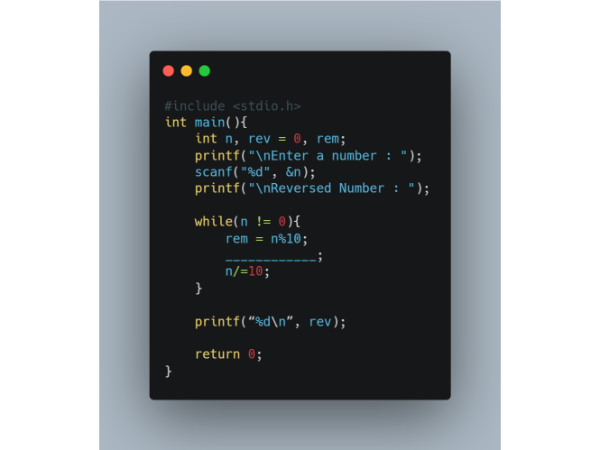 #include <stdio.h>
int main(){
    int n, rev = 0, rem;
    printf("\nEnter a number : ");
    scanf("%d", &n);
    printf("\nReversed Number : ");

    while(n != 0){
        rem = n%10;
        ____________;
        n/=10;
    }

    printf(“%d\n”, rev);

    return 0;
}